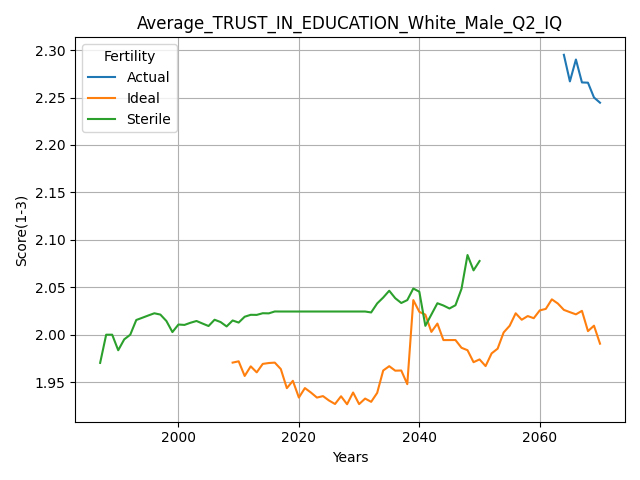 Average_TRUST_IN_EDUCATION_White_Male_Q2_IQ
Fertility
Actual
Ideal
Sterile
Score(1-3)
2.30
2.25
2.20
2.15
2.10
2.05
2.00
1.95
2000 2020 2040 2060
Years